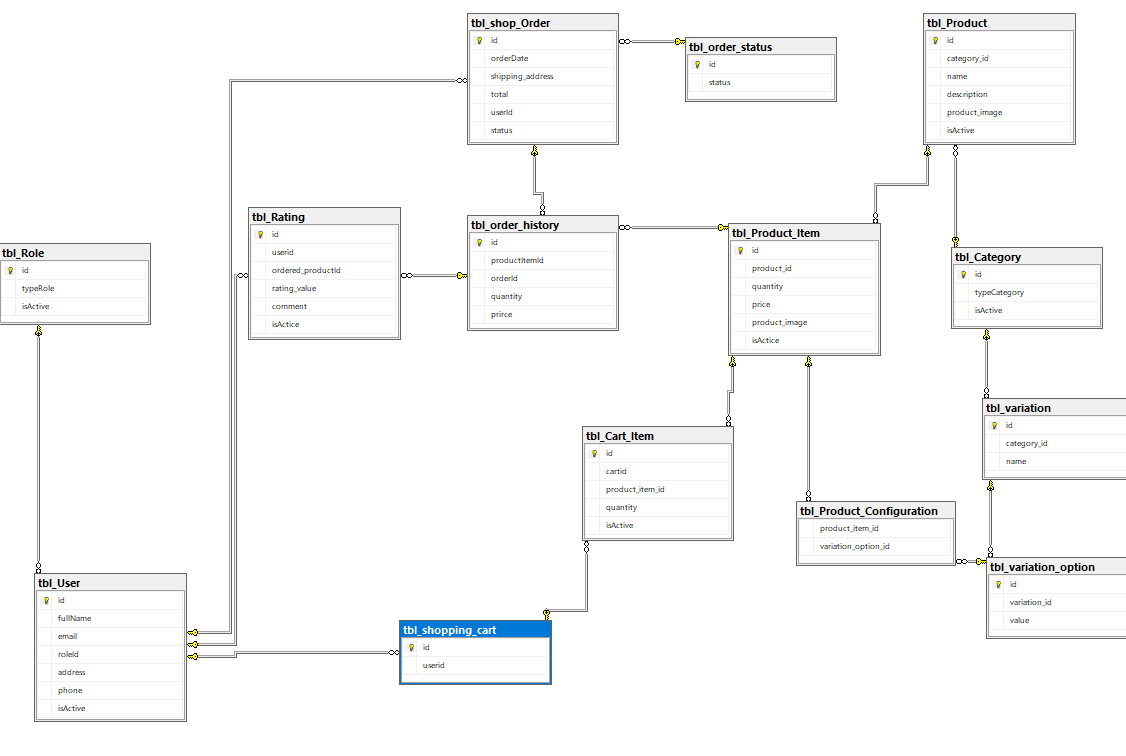 tbl_shop_Order
id
orderDate
shipping_address
total
userId
status
tbl_order_status
id
status
tbl_Product
id
category_id
name
description
product_image
isActive
tbl_Rating
id
userid
ordered_productId
rating_value
comment
isActice
tbl_order_history
id
productItemId
orderId
quantity
prirce
tbl_Product_Item
id
product_id
quantity
price
product_image
isActice
tbl_Role
id
typeRole
isActive
tbl_Category
id
typeCategory
isActive
tbl_variation
id
category_id
name
tbl_Cart_Item
id
cartid
product_item_id
quantity
isActive
tbl_Product_Configuration
product_item_id
variation_option_id
tbl_variation_option
id
variation_id
value
tbl_User
id
fullName
email
roleId
address
phone
isActive
tbl_shopping_cart
id
userid